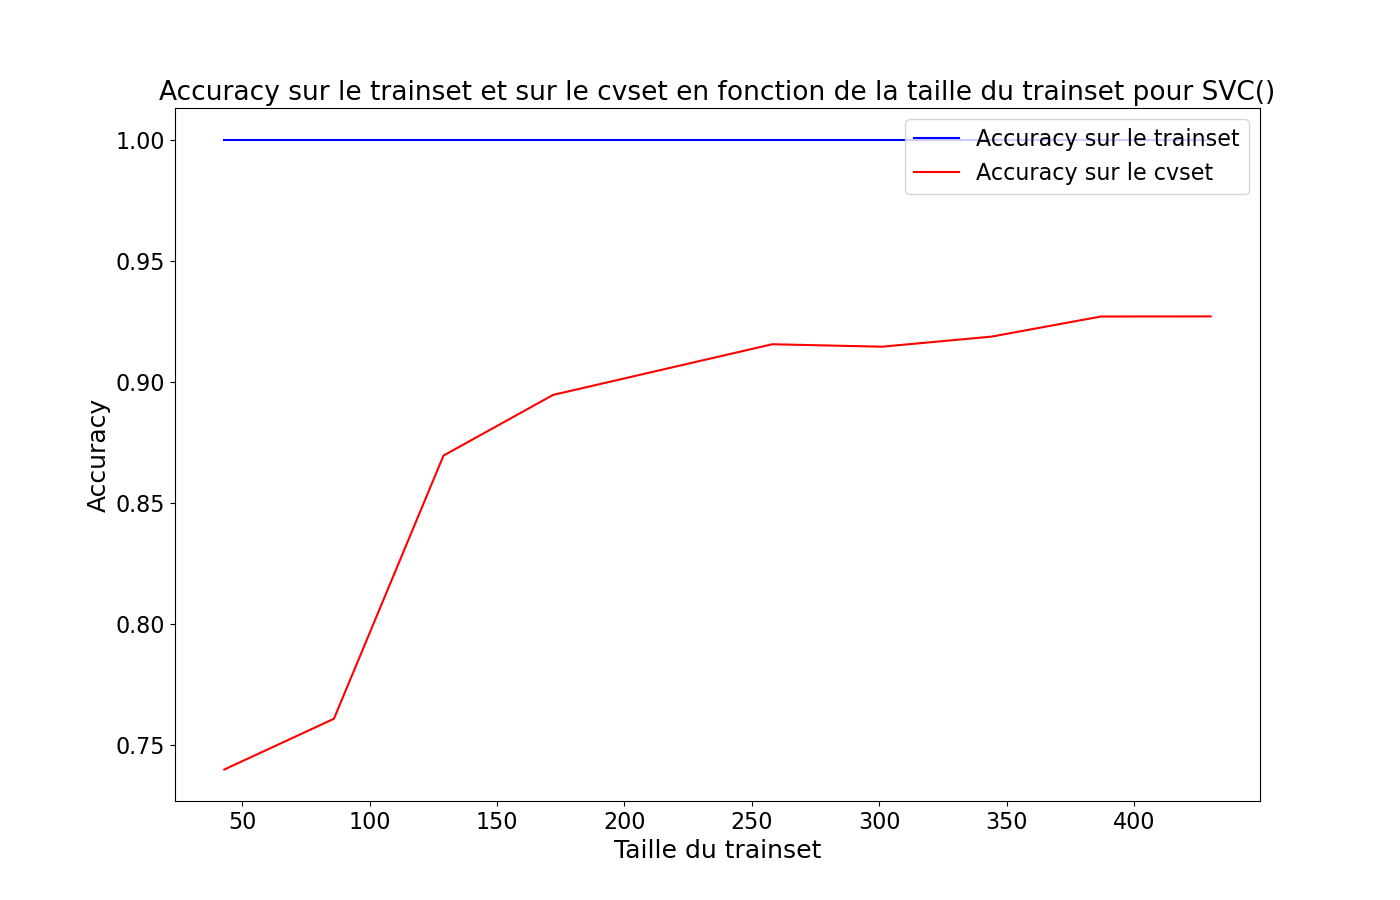 Accuracy sur le trainset et sur le cvset en fonction de la taille du trainset pour SVC()
Accuracy sur le trainset
Accuracy sur le cvset
1.00
0.95
0.90
0.85
0.80
0.75
Accuracy
50 100 150 200 250 300 350 400
Taille du trainset